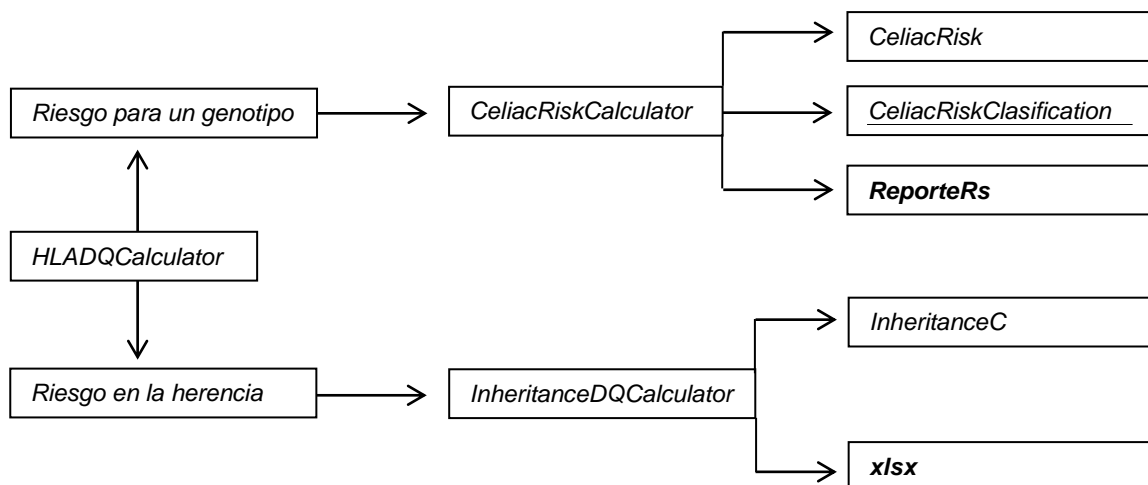 CeliacRisk
Riesgo para un genotipo
CeliacRiskCalculator
CeliacRiskClasification
ReporteRs
HLADQCalculator
InheritanceC
Riesgo en la herencia
InheritanceDQCalculator
xlsx